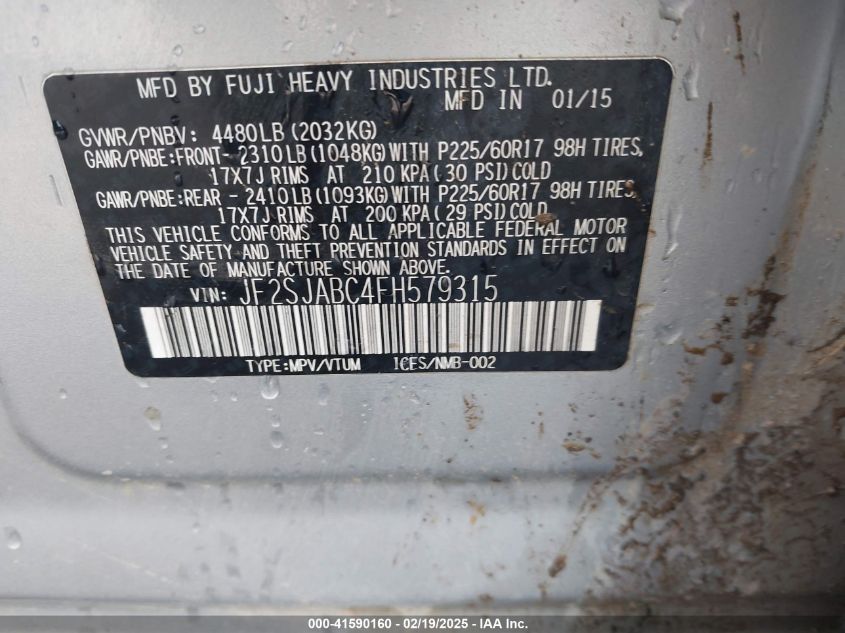 MFD BY FUJI HEAVY INDUSTRIES LTD.
MFD IN 01/15
GVWR/PNBV: 4480LB (2032KG)
GAWR/PNBE:FRONT- 2310LB(1048KG)WITH P225/60R17 98H TIRES,
17X7J RIMS AT 210 KPA(30 PSI)COLD
GAWR/PNBE:REAR - 2410LB(1093KG)WITH P225/60R17 98H TIRES,
17X7J RIMS AT 200 KPA(29 PSI)COLD
THIS VEHICLE CONFORMS TO ALL APPLICABLE FEDERAL MOTOR
VEHICLE SAFETY AND THEFT PREVENTION STANDARDS IN EFFECT ON
THE DATE OF MANUFACTURE SHOWN ABOVE.
VIN: JF2SJABC4FH579315
TYPE:MPV/VTUM ICES/NMB-002
000-41590160 - 02/19/2025 - IAA Inc.